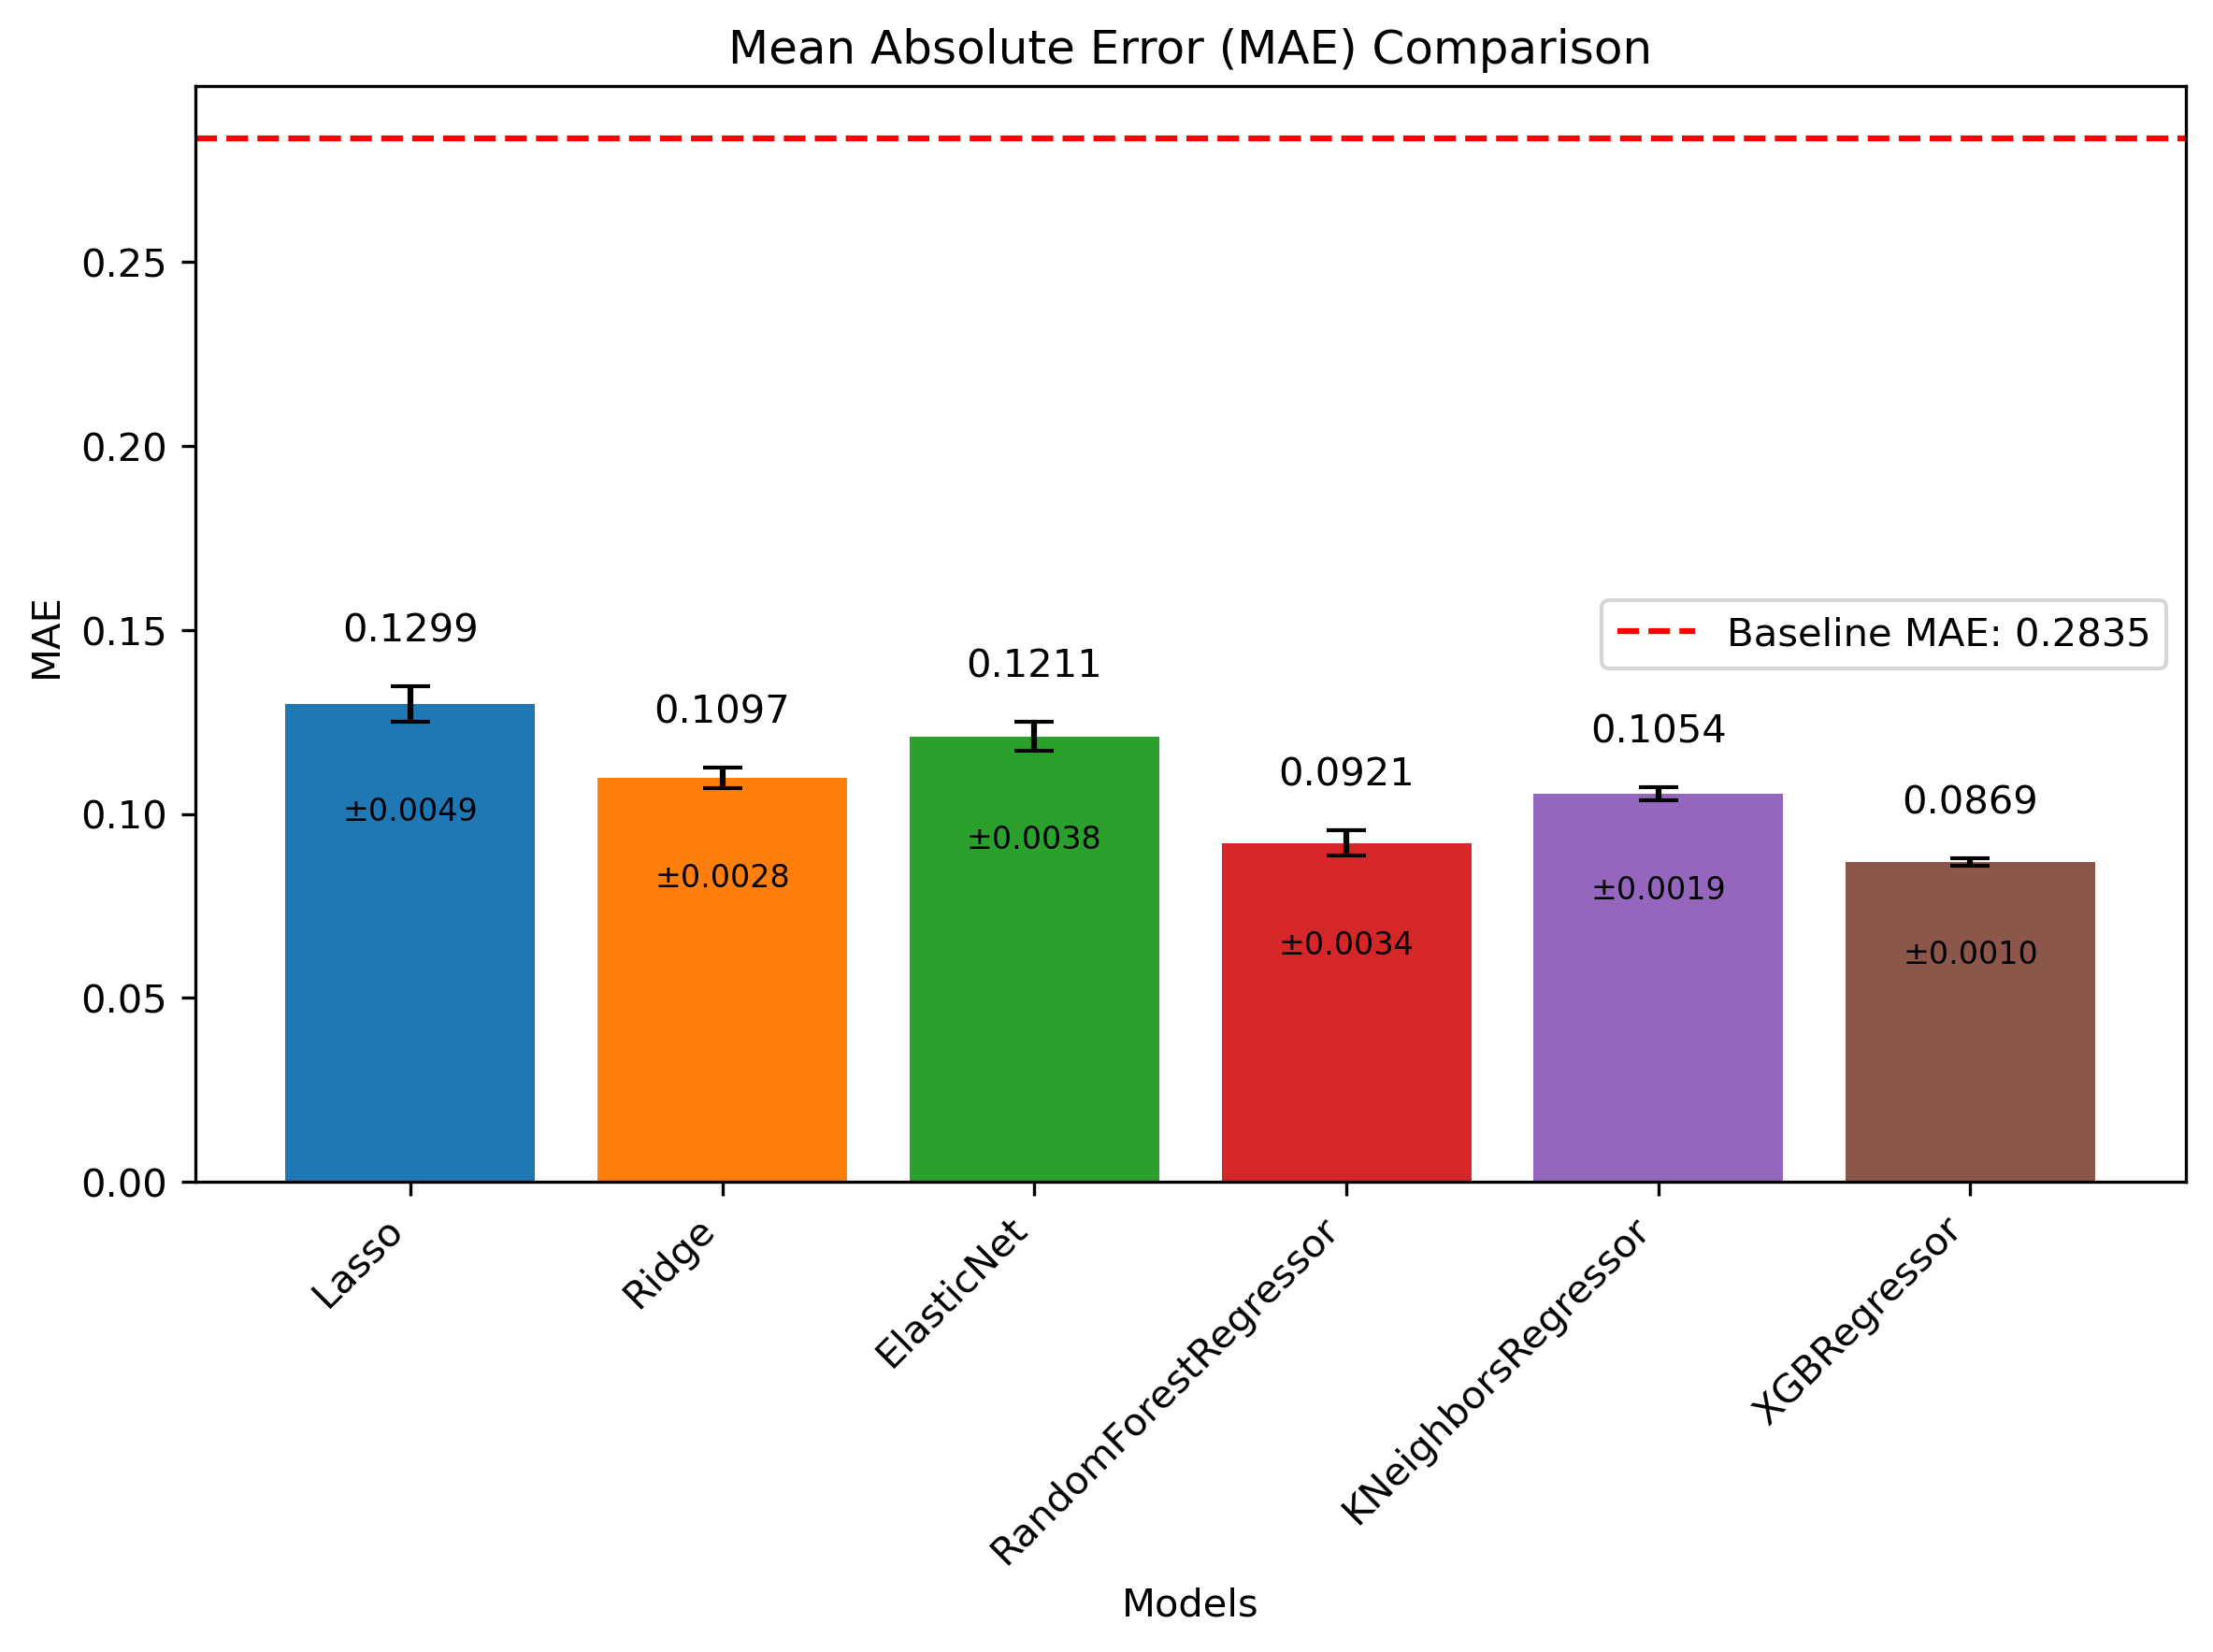 Mean Absolute Error (MAE) Comparison
MAE
0.25
0.20
0.15
0.10
0.05
0.00
Baseline MAE: 0.2835
0.1299
±0.0049
0.1097
±0.0028
0.1211
±0.0038
0.0921
±0.0034
0.1054
±0.0019
0.0869
±0.0010
Lasso
Ridge
ElasticNet
RandomForestRegressor
KNeighborsRegressor
XGBRegressor
Models